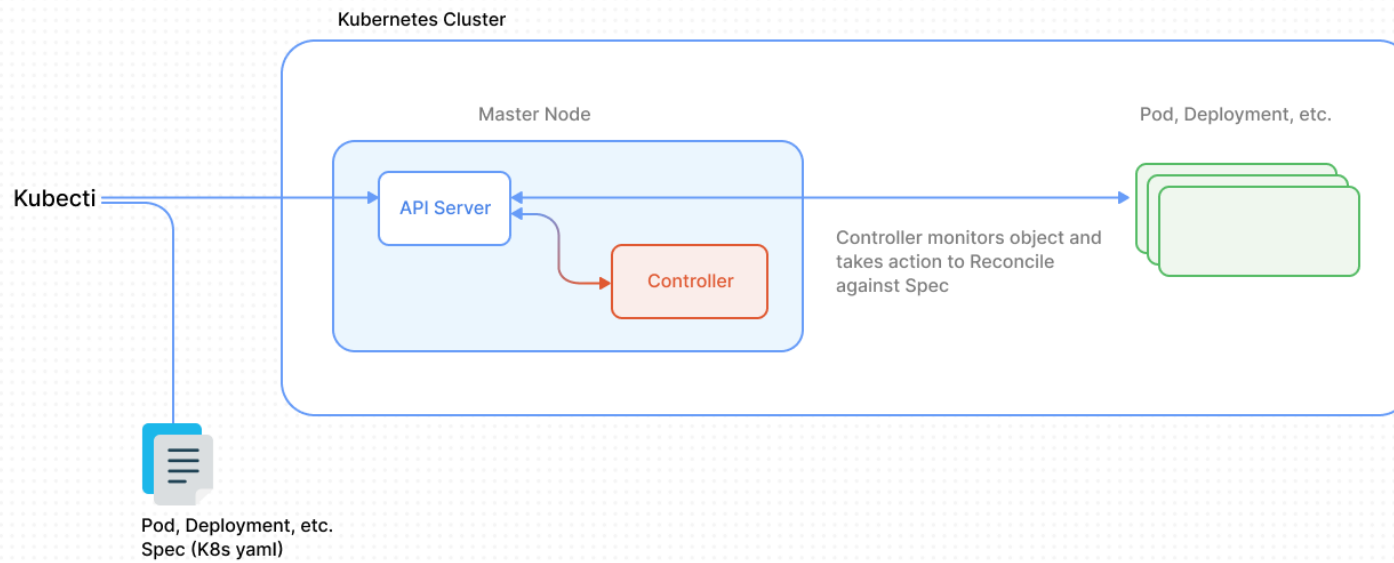 Kubernetes Cluster
Master Node
Pod, Deployment, etc.
Kubecti
API Server
Controller monitors object and
takes action to Reconcile
against Spec
Controller
Pod, Deployment, etc.
Spec (K8s yaml)